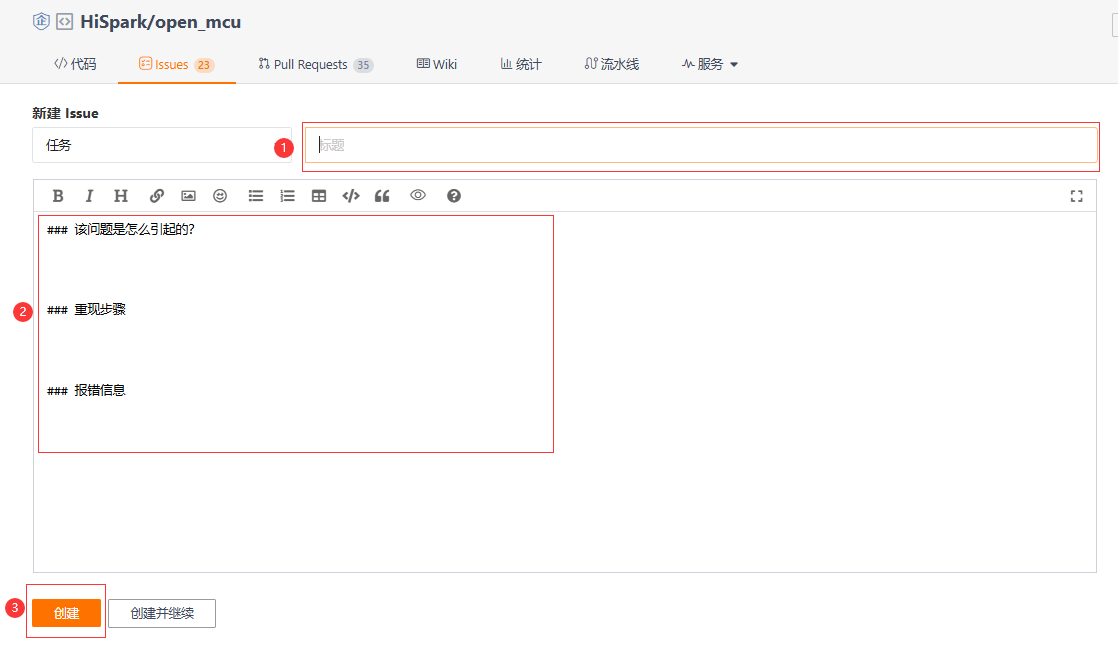 HiSpark/open_mcu
代码 Issues 23 Pull Requests 35 Wiki 统计 流水线 服务
新建 Issue
任务 1 标题
### 该问题是怎么引起的?
2 ### 重现步骤
### 报错信息
3 创建 创建并继续